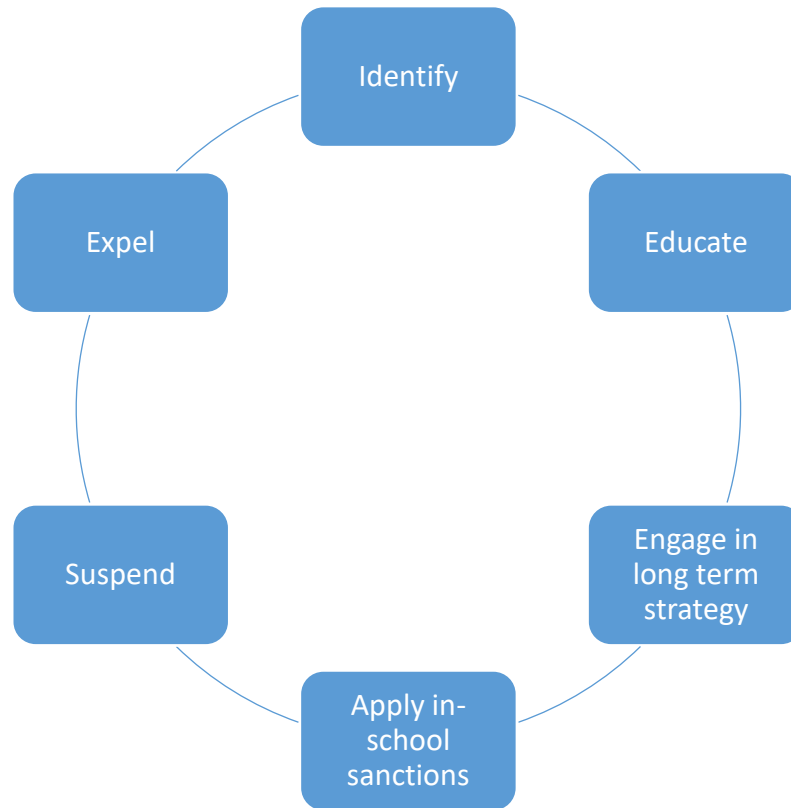 Identify
Educate
Engage in
long term
strategy
Apply in-
school
sanctions
Suspend
Expel